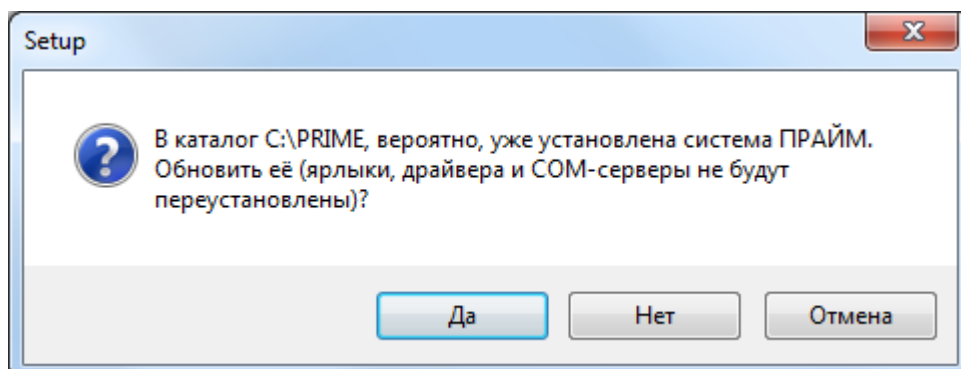 Setup
В каталог C:\PRIME, вероятно, уже установлена система ПРАЙМ.
Обновить её (ярлыки, драйвера и COM-серверы не будут
переустановлены)?
Да Нет Отмена